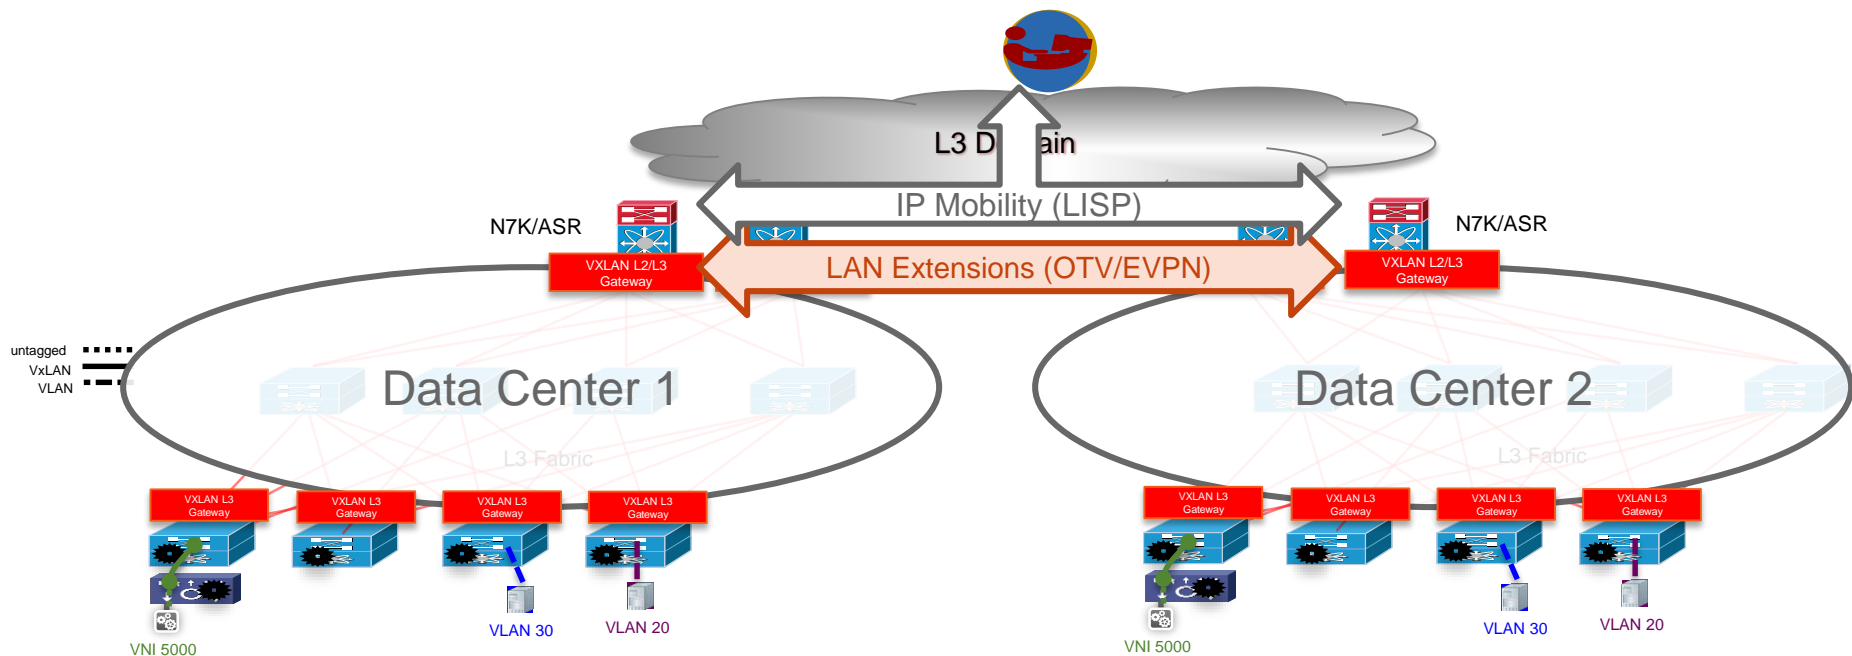 L3 D ain
IP Mobility (LISP)
N7K/ASR
N7K/ASR
VXLAN L2/L3
Gateway
LAN Extensions (OTV/EVPN)
VXLAN L2/L3
Gateway
untagged
VxLAN
VLAN
Data Center 1
Data Center 2
L3 Fabric
L3 Fabric
VXLAN L3
Gateway
VXLAN L3
Gateway
VXLAN L3
Gateway
VXLAN L3
Gateway
VXLAN L3
Gateway
VXLAN L3
Gateway
VXLAN L3
Gateway
VXLAN L3
Gateway
VNI 5000
VLAN 30
VLAN 20
VNI 5000
VLAN 30
VLAN 20